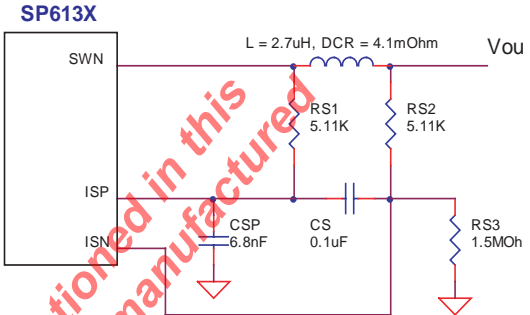 SP613X
L = 2.7uH, DCR = 4.1mOhm
Vou
SWN
RS1
5.11K
RS2
5.11K
ISP
ISN
CSP
6.8nF
CS
0.1uF
RS3
1.5MOh
tioned in this
manufactured